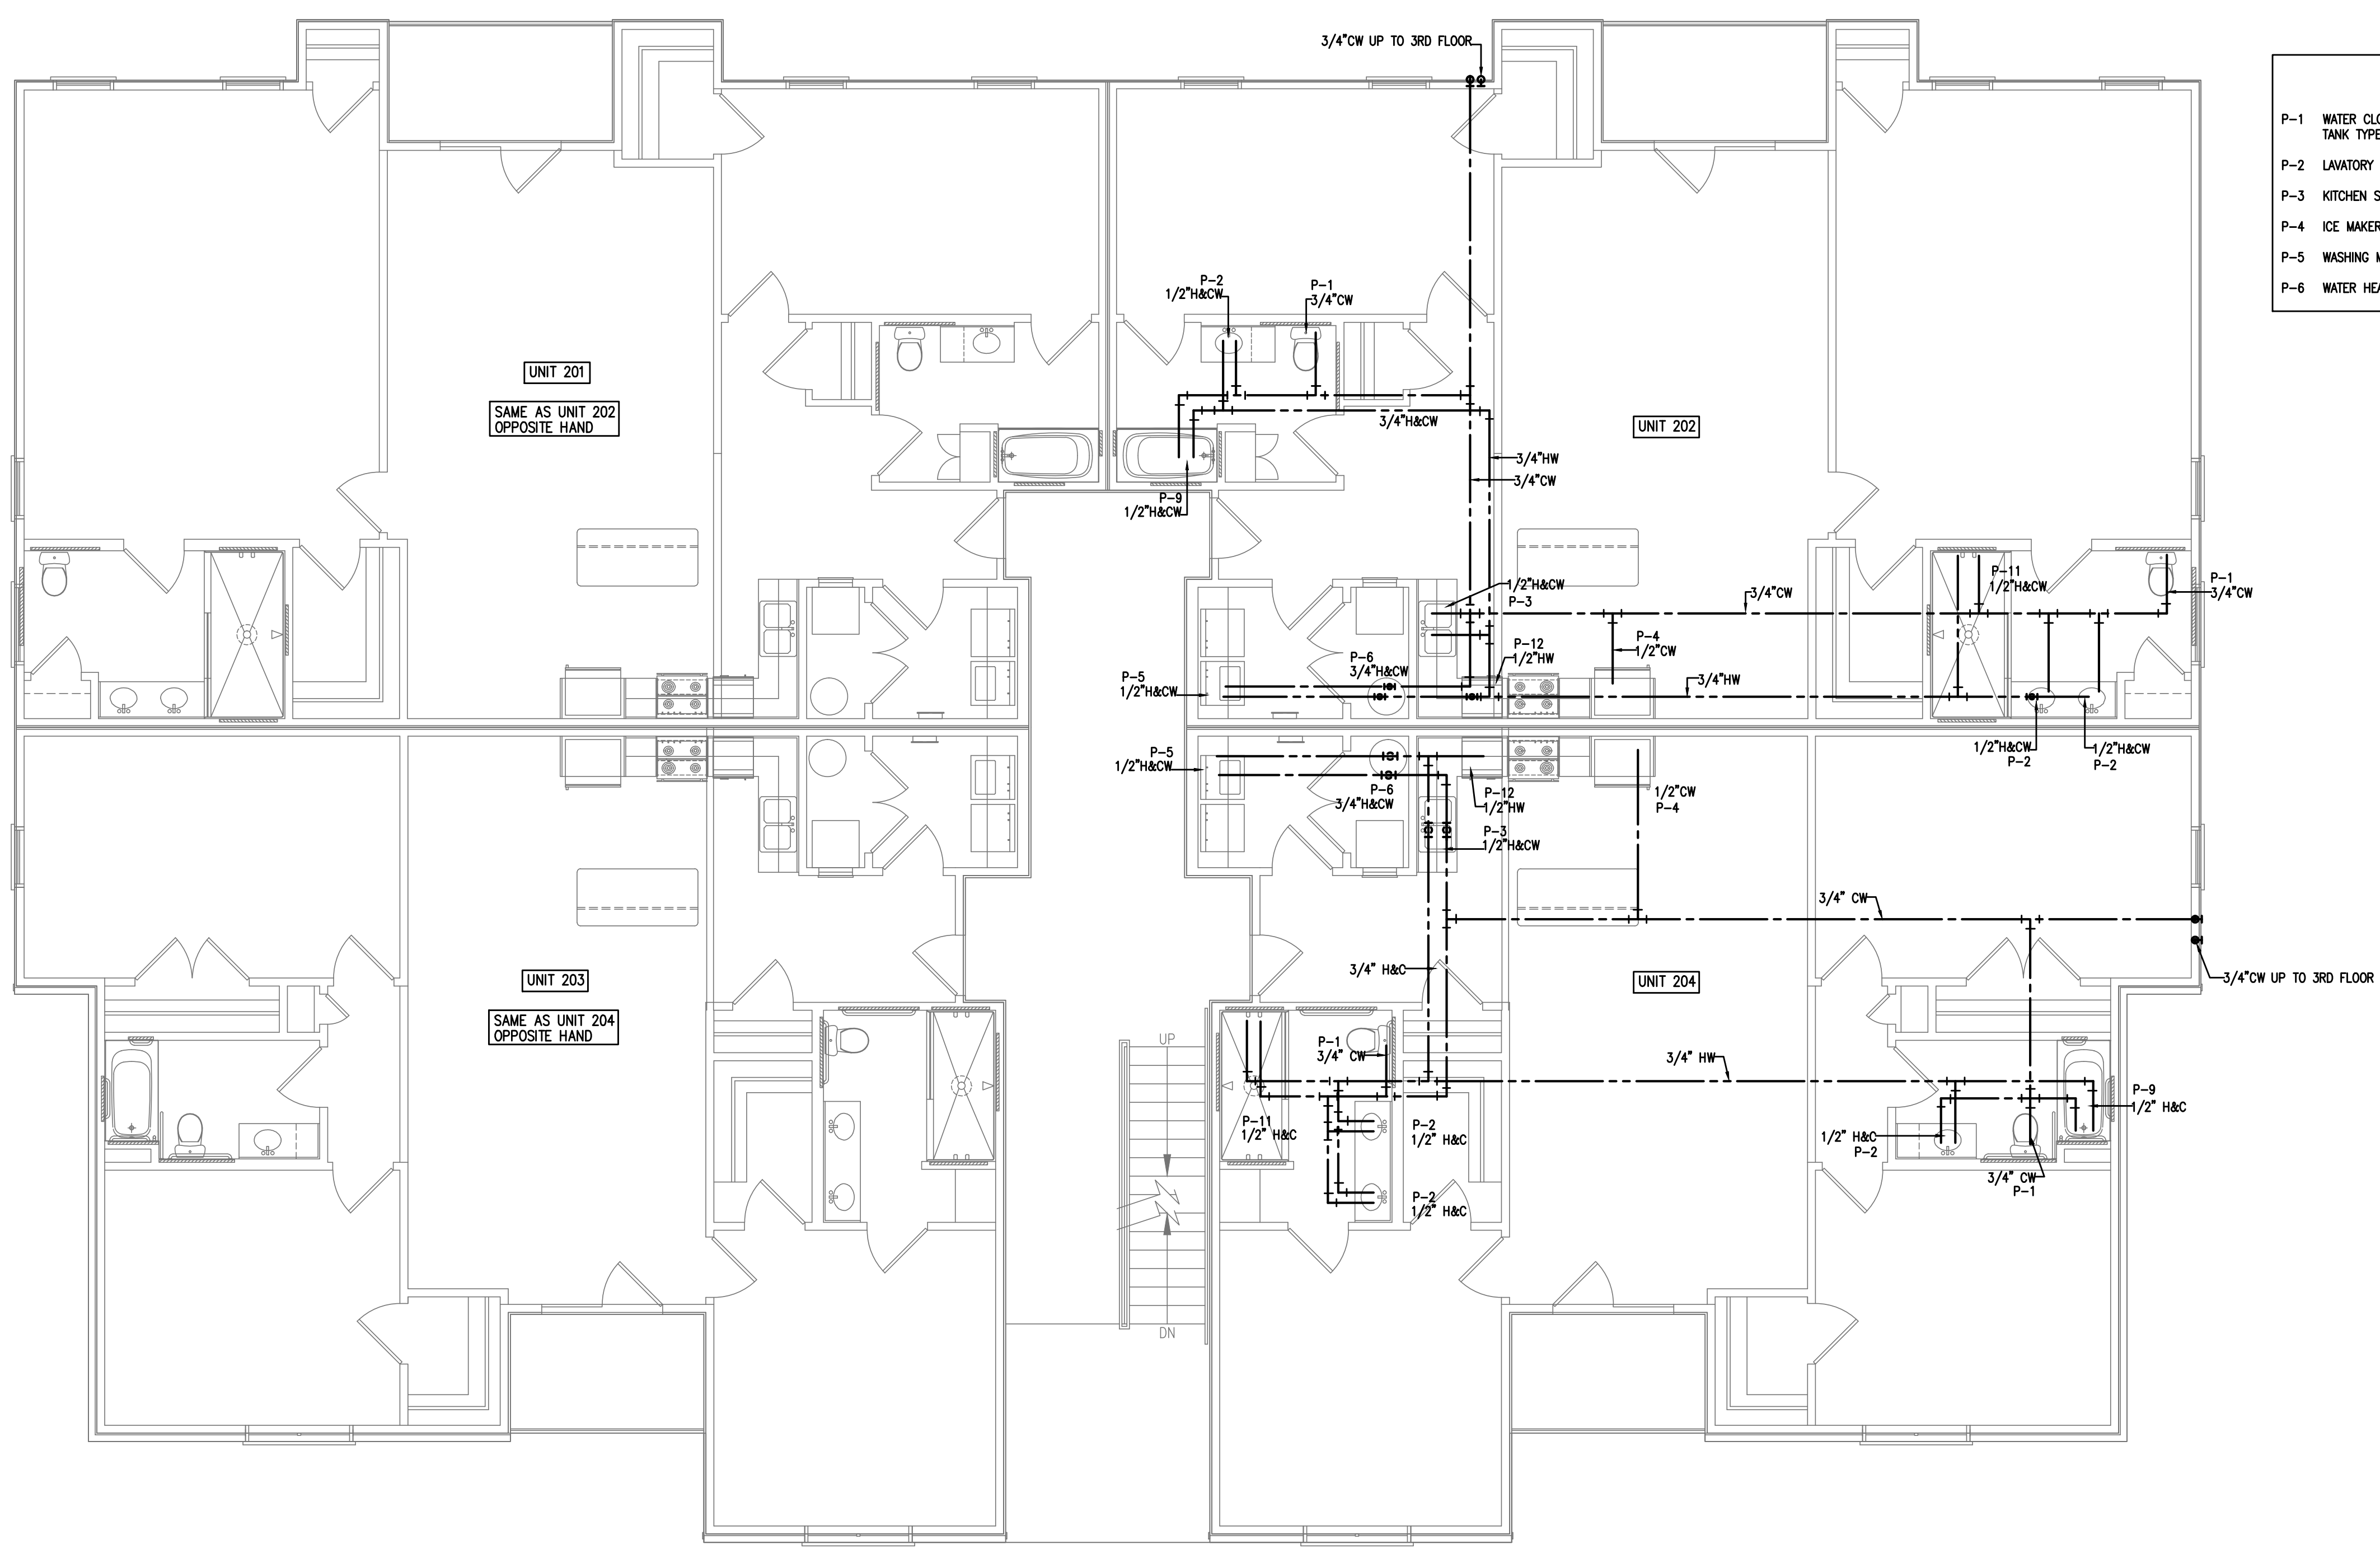 3/4"CW UP TO 3RD FLOOR
P-1 WATER
TANK TYPE
P-2 LAVATORY
P-3 KITCHEN
P-4 ICE MAKER
P-5 WASHING
P-6 WATER
P-2
1/2"H&CW
P-1
3/4"CW
UNIT 201
SAME AS UNIT 202
OPPOSITE HAND
3/4"H&CW
UNIT 202
3/4"HW
3/4"CW
P-9
1/2"H&CW
1/2"H&CW
P-3
3/4"CW
P-11
1/2"H&CW
P-1
3/4"CW
P-4
1/2"CW
P-12
1/2"HW
P-6
3/4"H&CW
P-5
1/2"H&CW
3/4"HW
1/2"H&CW
P-2
1/2"H&CW
P-2
P-5
1/2"H&CW
P-6
3/4"H&CW
P-12
1/2"HW
1/2"CW
P-4
P-3
1/2"H&CW
3/4" CW
3/4" H&C
UNIT 203
SAME AS UNIT 204
OPPOSITE HAND
UNIT 204
3/4"CW UP TO 3RD FLOOR
UP
P-1
3/4" CW
3/4" HW
P-9
1/2" H&C
P-11
1/2" H&C
P-2
1/2" H&C
1/2" H&C
P-2
3/4" CW
P-1
P-2
1/2" H&C
DN